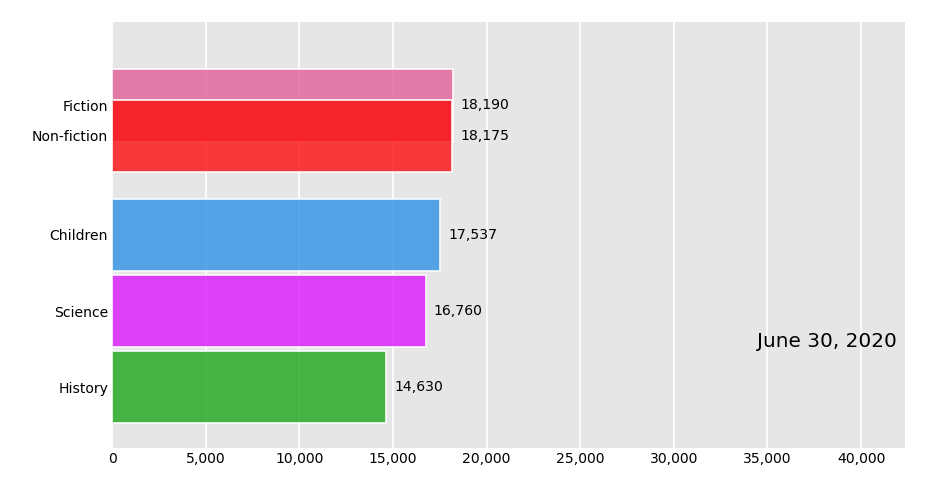 Fiction 18,190
Non-fiction 18,175
Children 17,537
Science 16,760
June 30, 2020
History 14,630
0 5,000 10,000 15,000 20,000 25,000 30,000 35,000 40,000